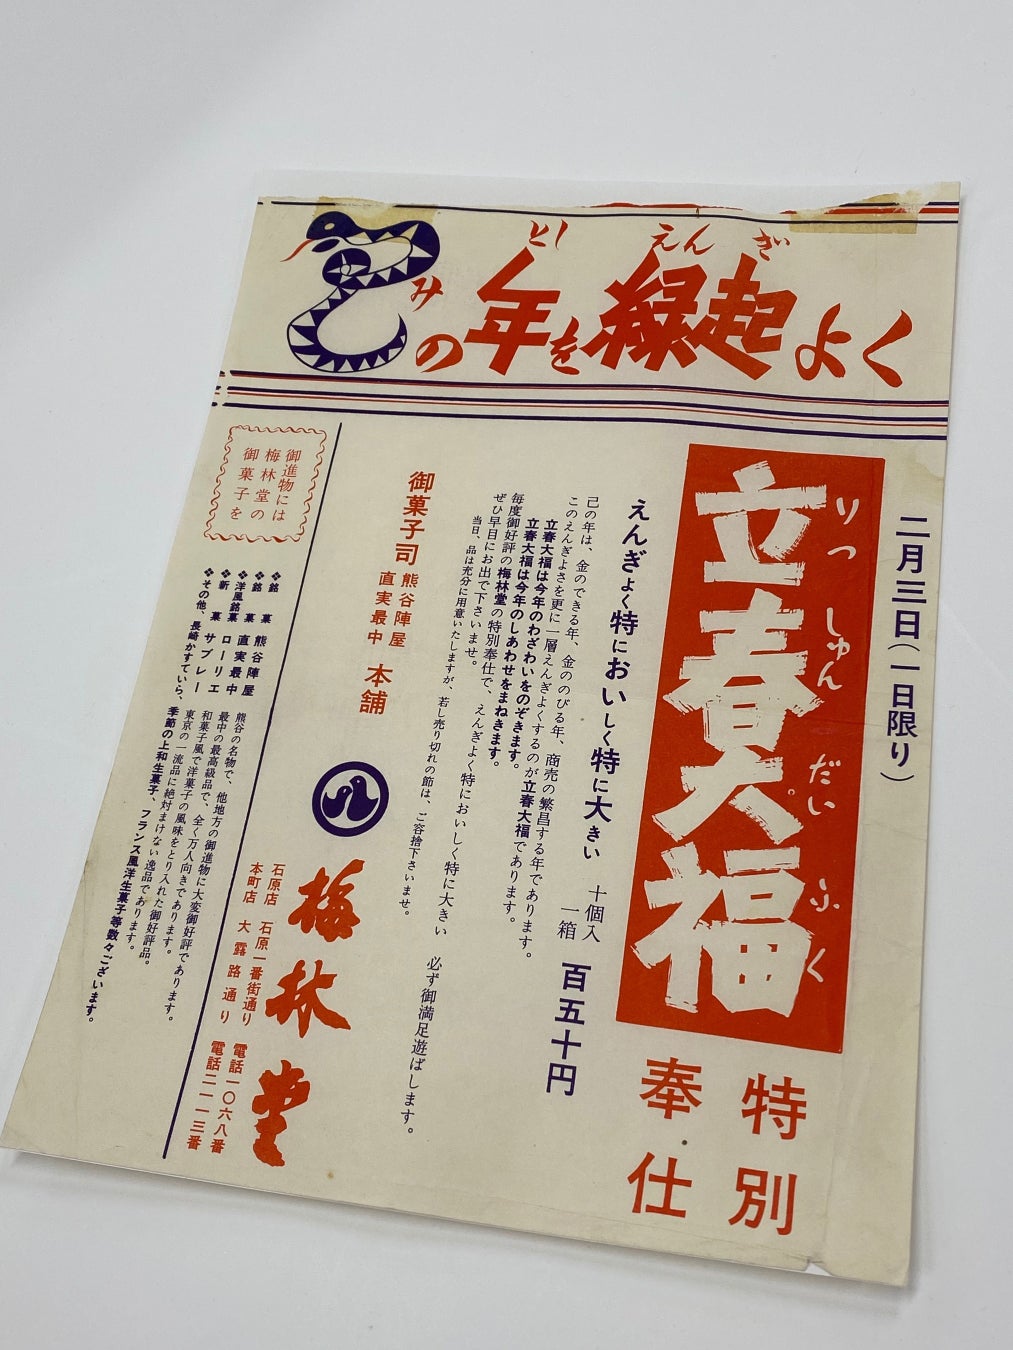 みの年を縁起よく
とし えんぎ
二月三日(一日限り)
立春大福
りつしゅんだいふく
特別
奉仕
えんぎよく特においしく特に大きい
十個入
一箱
百五十円
己の年は、金のできる年、金ののびる年、商売の繁昌する年であります。
このえんぎよさを更に一層えんぎよくするのが立春大福であります。
立春大福は今年のわざわいをのぞきます。
立春大福は今年のしあわせをまねきます。
毎度御好評の梅林堂の特別奉仕で、えんぎよく特においしく特に大きい 必ず御満足遊ばします。
ぜひ早目にお出で下さいませ。
当日、品は充分に用意いたしますが、若し売り切れの節は、ご容捨下さいませ。
御菓子司
熊谷陣屋
直実最中
本舗
梅林堂
石原店 石原一番街通り 電話一〇六八番
本町店 大露路通り 電話二一一三番
御進物には
梅林堂の
御菓子を
❖銘菓 熊谷陣屋 熊谷の名物で、他地方の御進物に大変御好評であります。
❖銘菓 直実最中 最中の最高級品で、全く万人向きであります。
❖洋風銘菓 ローリエ 和菓子風で洋菓子の風味をとり入れた御好評品。
❖新菓 サブレー 東京の一流品に絶対まけない逸品であります。
❖その他、長崎かすていら、季節の上和生菓子、フランス風洋生菓子等数々ございます。